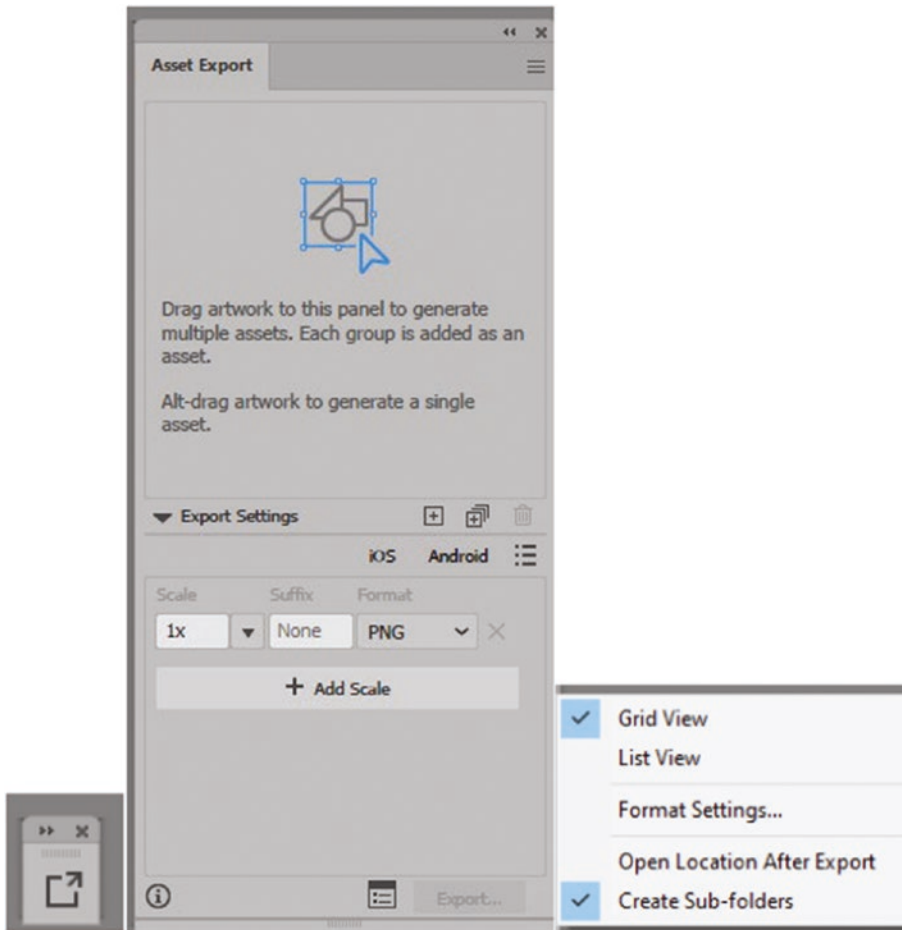 Asset Export
Drag artwork to this panel to generate
multiple assets. Each group is added as an
asset.
Alt-drag artwork to generate a single
asset.
Export Settings
iOS Android
Scale Suffix Format
1x None PNG
+ Add Scale
Export...
Grid View
List View
Format Settings...
Open Location After Export
Create Sub-folders